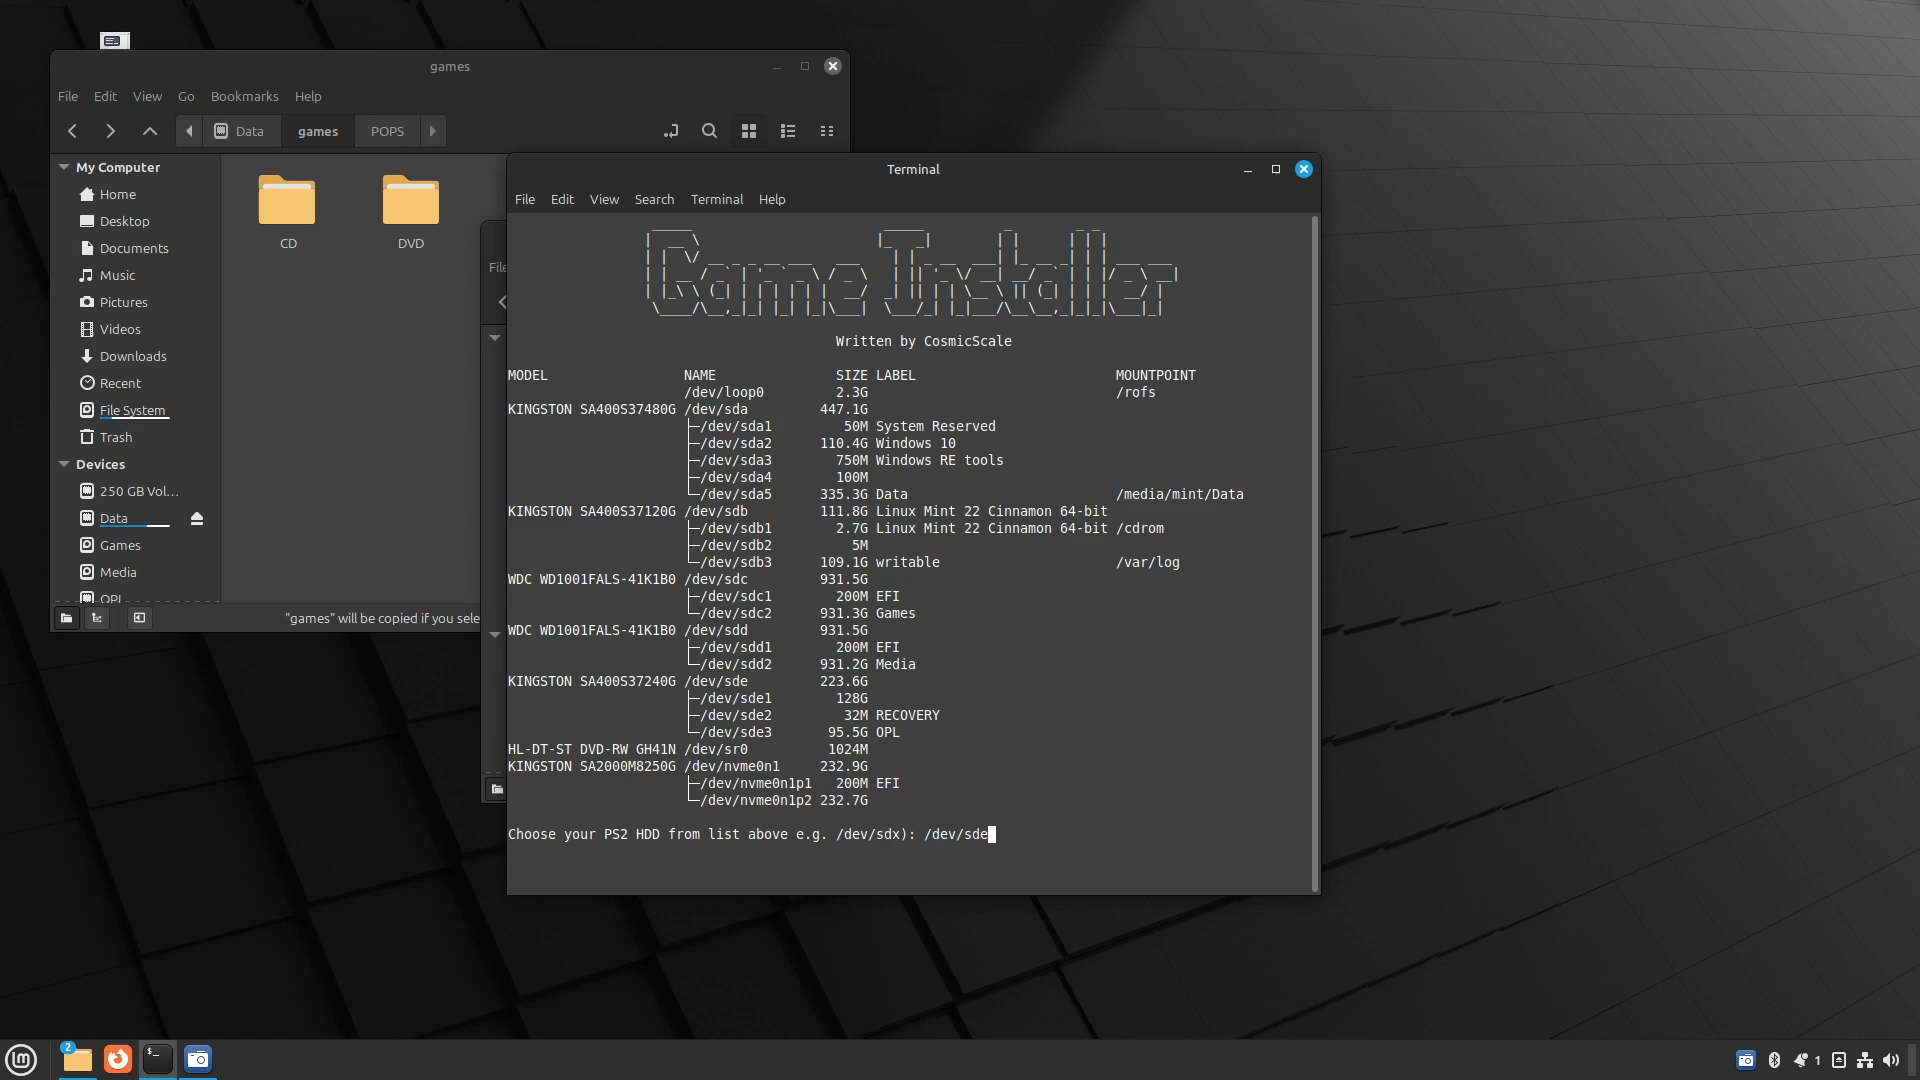 games
File Edit View Go Bookmarks Help
Data games POPS
My Computer
Home
Desktop
Documents
Music
Pictures
Videos
Downloads
Recent
File System
Trash
Devices
250 GB Vol...
Data
Games
Media
OPL
CD DVD
"games" will be copied if you sele
Terminal
File Edit View Search Terminal Help
Game Installer
Written by CosmicScale
MODEL NAME SIZE LABEL MOUNTPOINT
/dev/loop0 2.3G /rofs
KINGSTON SA400S37480G /dev/sda 447.1G
├─/dev/sda1 50M System Reserved
├─/dev/sda2 110.4G Windows 10
├─/dev/sda3 750M Windows RE tools
├─/dev/sda4 100M
└─/dev/sda5 335.3G Data /media/mint/Data
KINGSTON SA400S37120G /dev/sdb 111.8G Linux Mint 22 Cinnamon 64-bit
├─/dev/sdb1 2.7G Linux Mint 22 Cinnamon 64-bit /cdrom
├─/dev/sdb2 5M
└─/dev/sdb3 109.1G writable /var/log
WDC WD1001FALS-41K1B0 /dev/sdc 931.5G
├─/dev/sdc1 200M EFI
└─/dev/sdc2 931.3G Games
WDC WD1001FALS-41K1B0 /dev/sdd 931.5G
├─/dev/sdd1 200M EFI
└─/dev/sdd2 931.2G Media
KINGSTON SA400S37240G /dev/sde 223.6G
├─/dev/sde1 128G
├─/dev/sde2 32M RECOVERY
└─/dev/sde3 95.5G OPL
HL-DT-ST DVD-RW GH41N /dev/sr0 1024M
KINGSTON SA2000M8250G /dev/nvme0n1 232.9G
├─/dev/nvme0n1p1 200M EFI
└─/dev/nvme0n1p2 232.7G
Choose your PS2 HDD from list above e.g. /dev/sdx): /dev/sde
2
1